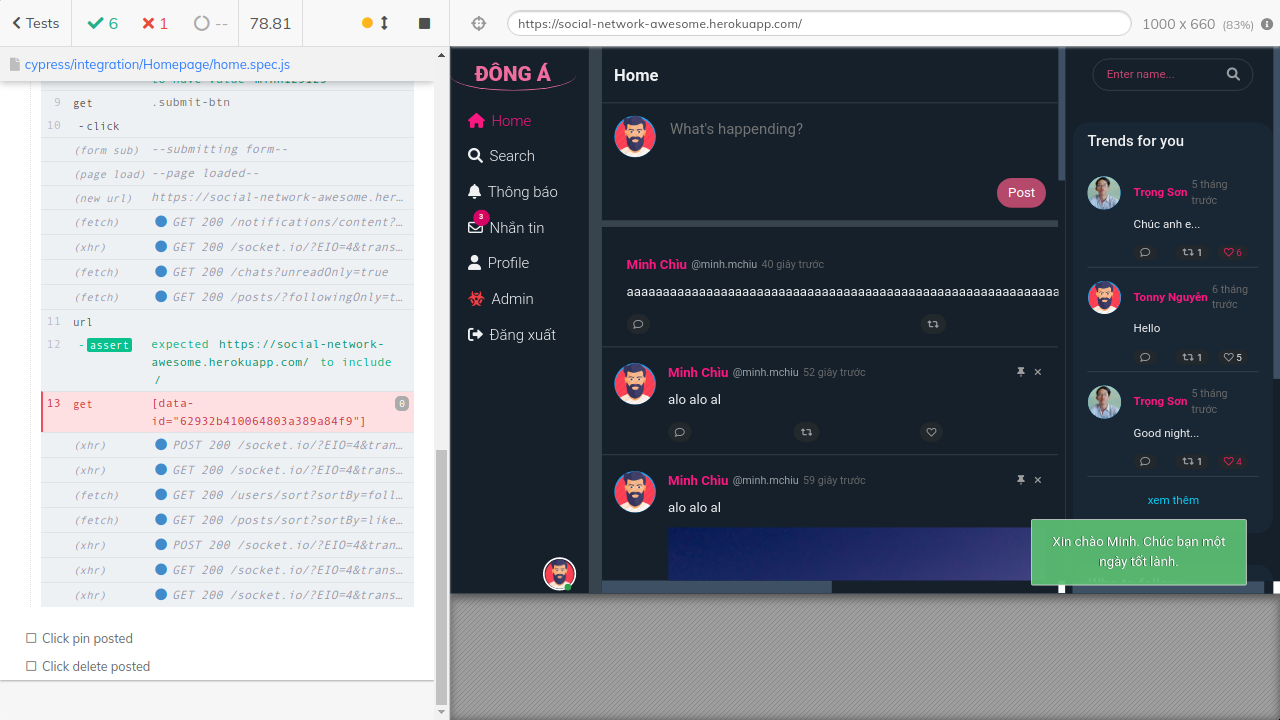 Tests
6
1
--
78.81
https://social-network-awesome.herokuapp.com/
1000 x 660 (83%)
cypress/integration/Homepage/home.spec.js
9 get .submit-btn
10 -click
(form sub) --submitting form--
(page load) --page loaded--
(new url) https://social-network-awesome.her…
(fetch) GET 200 /notifications/content?…
(xhr) GET 200 /socket.io/?EIO=4&trans…
(fetch) GET 200 /chats?unreadOnly=true
(fetch) GET 200 /posts/?followingOnly=t…
11 url
12 -assert expected https://social-network-
awesome.herokuapp.com/ to include
/
13 get [data-
id="62932b410064803a389a84f9"]
0
(xhr) POST 200 /socket.io/?EIO=4&tran…
(xhr) GET 200 /socket.io/?EIO=4&trans…
(fetch) GET 200 /users/sort?sortBy=foll…
(fetch) GET 200 /posts/sort?sortBy=like…
(xhr) POST 200 /socket.io/?EIO=4&tran…
(xhr) GET 200 /socket.io/?EIO=4&trans…
(xhr) GET 200 /socket.io/?EIO=4&trans…
Click pin posted
Click delete posted
ĐÔNG Á
Home
Search
Thông báo
3
Nhắn tin
Profile
Admin
Đăng xuất
Home
What's happending?
Post
Minh Chìu @minh.mchiu 40 giây trước
Minh Chìu @minh.mchiu 52 giây trước
alo alo al
Minh Chìu @minh.mchiu 59 giây trước
alo alo al
Enter name...
Trends for you
Trọng Sơn 5 tháng
trước
Chúc anh e...
1 6
Tonny Nguyên 6 tháng
trước
Hello
1 5
Trọng Sơn 5 tháng
trước
Good night...
1 4
xem thêm
Xin chào Minh. Chúc bạn một
ngày tốt lành.